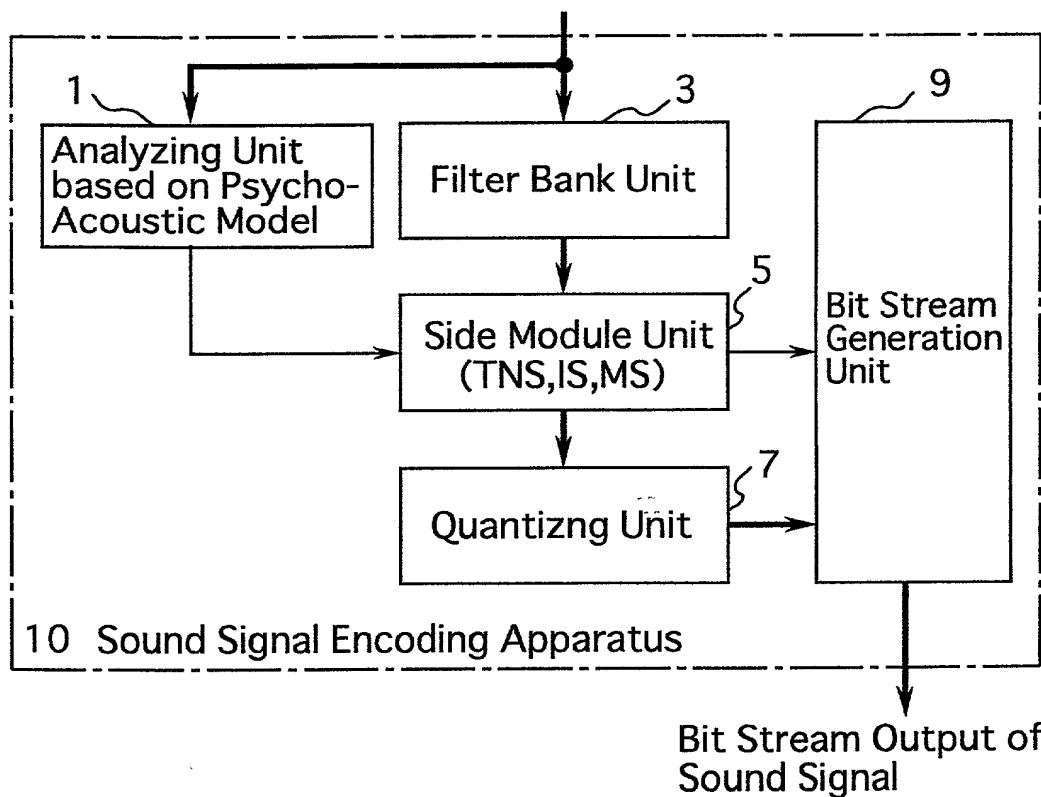 1
3
9
Analyzing Unit
based on Psycho-
Acoustic Model
Filter Bank Unit
5
Side Module Unit
(TNS,IS,MS)
Bit Stream
Generation
Unit
7
Quantizng Unit
10 Sound Signal Encoding Apparatus
Bit Stream Output of
Sound Signal